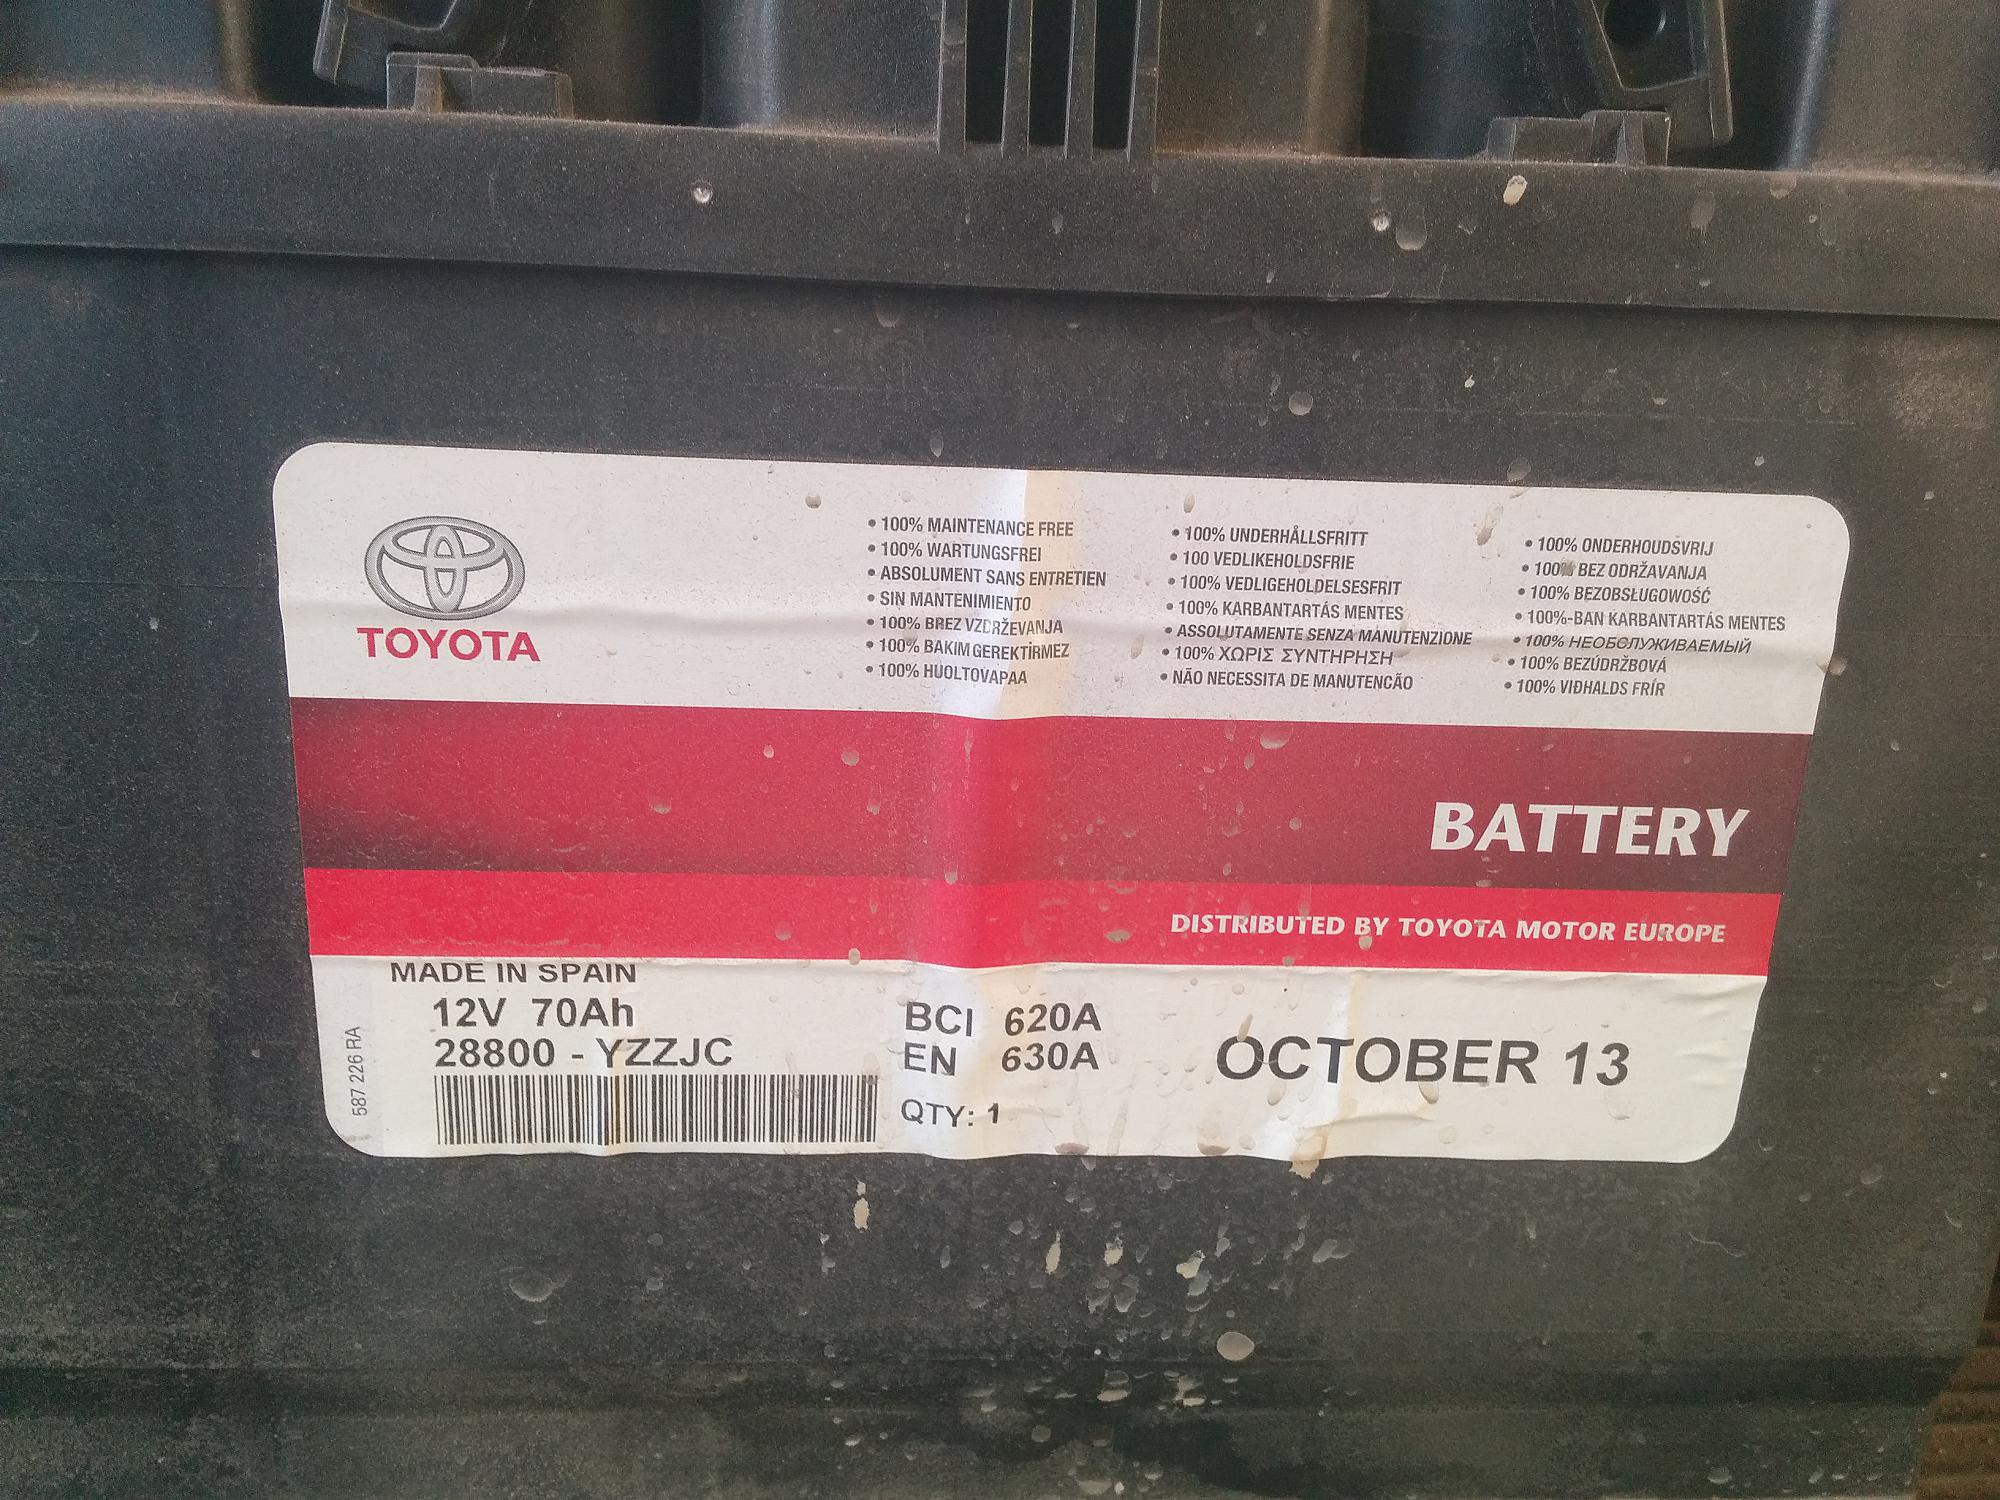 TOYOTA
• 100% MAINTENANCE FREE
• 100% WARTUNGSFREI
• ABSOLUMENT SANS ENTRETIEN
• SIN MANTENIMIENTO
• 100% BREZ VZDRŽEVANJA
• 100% BAKIM GEREKTİRMEZ
• 100% HUOLTOVAPAA
• 100% UNDERHÅLLSFRITT
• 100 VEDLIKEHOLDSFRIE
• 100% VEDLIGEHOLDELSESFRIT
• 100% KARBANTARTÁS MENTES
• ASSOLUTAMENTE SENZA MANUTENZIONE
• 100% ΧΩΡΙΣ ΣΥΝΤΗΡΗΣΗ
• NÃO NECESSITA DE MANUTENCÃO
• 100% ONDERHOUDSVRIJ
• 100% BEZ ODRŽAVANJA
• 100% BEZOBSŁUGOWOŚĆ
• 100%-BAN KARBANTARTÁS MENTES
• 100% НЕОБСЛУЖИВАЕМЫЙ
• 100% BEZÚDRŽBOVÁ
• 100% VIÐHALDS FRÍR
BATTERY
DISTRIBUTED BY TOYOTA MOTOR EUROPE
MADE IN SPAIN
12V 70Ah
28800 - YZZJC
587 226 RA
BCI 620A
EN 630A
QTY: 1
OCTOBER 13